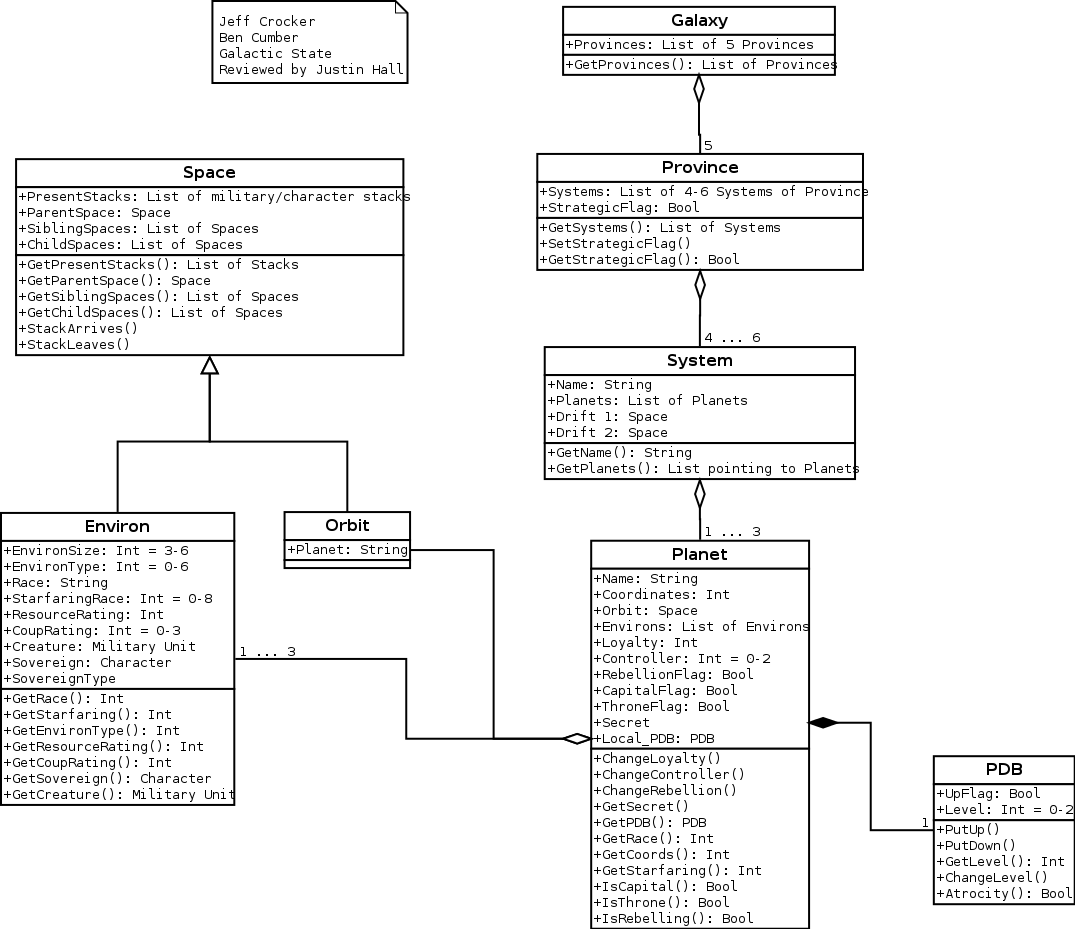 Jeff Crocker
Ben Cumber
Galactic State
Reviewed by Justin Hall
Galaxy
+Provinces: List of 5 Provinces
+GetProvinces(): List of Provinces
5
Province
+Systems: List of 4-6 Systems of Province
+StrategicFlag: Bool
+GetSystems(): List of Systems
+SetStrategicFlag()
+GetStrategicFlag(): Bool
4 ... 6
System
+Name: String
+Planets: List of Planets
+Drift 1: Space
+Drift 2: Space
+GetName(): String
+GetPlanets(): List pointing to Planets
1 ... 3
Space
+PresentStacks: List of military/character stacks
+ParentSpace: Space
+SiblingSpaces: List of Spaces
+ChildSpaces: List of Spaces
+GetPresentStacks(): List of Stacks
+GetParentSpace(): Space
+GetSiblingSpaces(): List of Spaces
+GetChildSpaces(): List of Spaces
+StackArrives()
+StackLeaves()
Environ
+EnvironSize: Int = 3-6
+EnvironType: Int = 0-6
+Race: String
+StarfaringRace: Int = 0-8
+ResourceRating: Int
+CoupRating: Int = 0-3
+Creature: Military Unit
+Sovereign: Character
+SovereignType
+GetRace(): Int
+GetStarfaring(): Int
+GetEnvironType(): Int
+GetResourceRating(): Int
+GetCoupRating(): Int
+GetSovereign(): Character
+GetCreature(): Military Unit
1 ... 3
Orbit
+Planet: String
Planet
+Name: String
+Coordinates: Int
+Orbit: Space
+Environs: List of Environs
+Loyalty: Int
+Controller: Int = 0-2
+RebellionFlag: Bool
+CapitalFlag: Bool
+ThroneFlag: Bool
+Secret
+Local_PDB: PDB
+ChangeLoyalty()
+ChangeController()
+ChangeRebellion()
+GetSecret()
+GetPDB(): PDB
+GetRace(): Int
+GetCoords(): Int
+GetStarfaring(): Int
+IsCapital(): Bool
+IsThrone(): Bool
+IsRebelling(): Bool
1
PDB
+UpFlag: Bool
+Level: Int = 0-2
+PutUp()
+PutDown()
+GetLevel(): Int
+ChangeLevel()
+Atrocity(): Bool